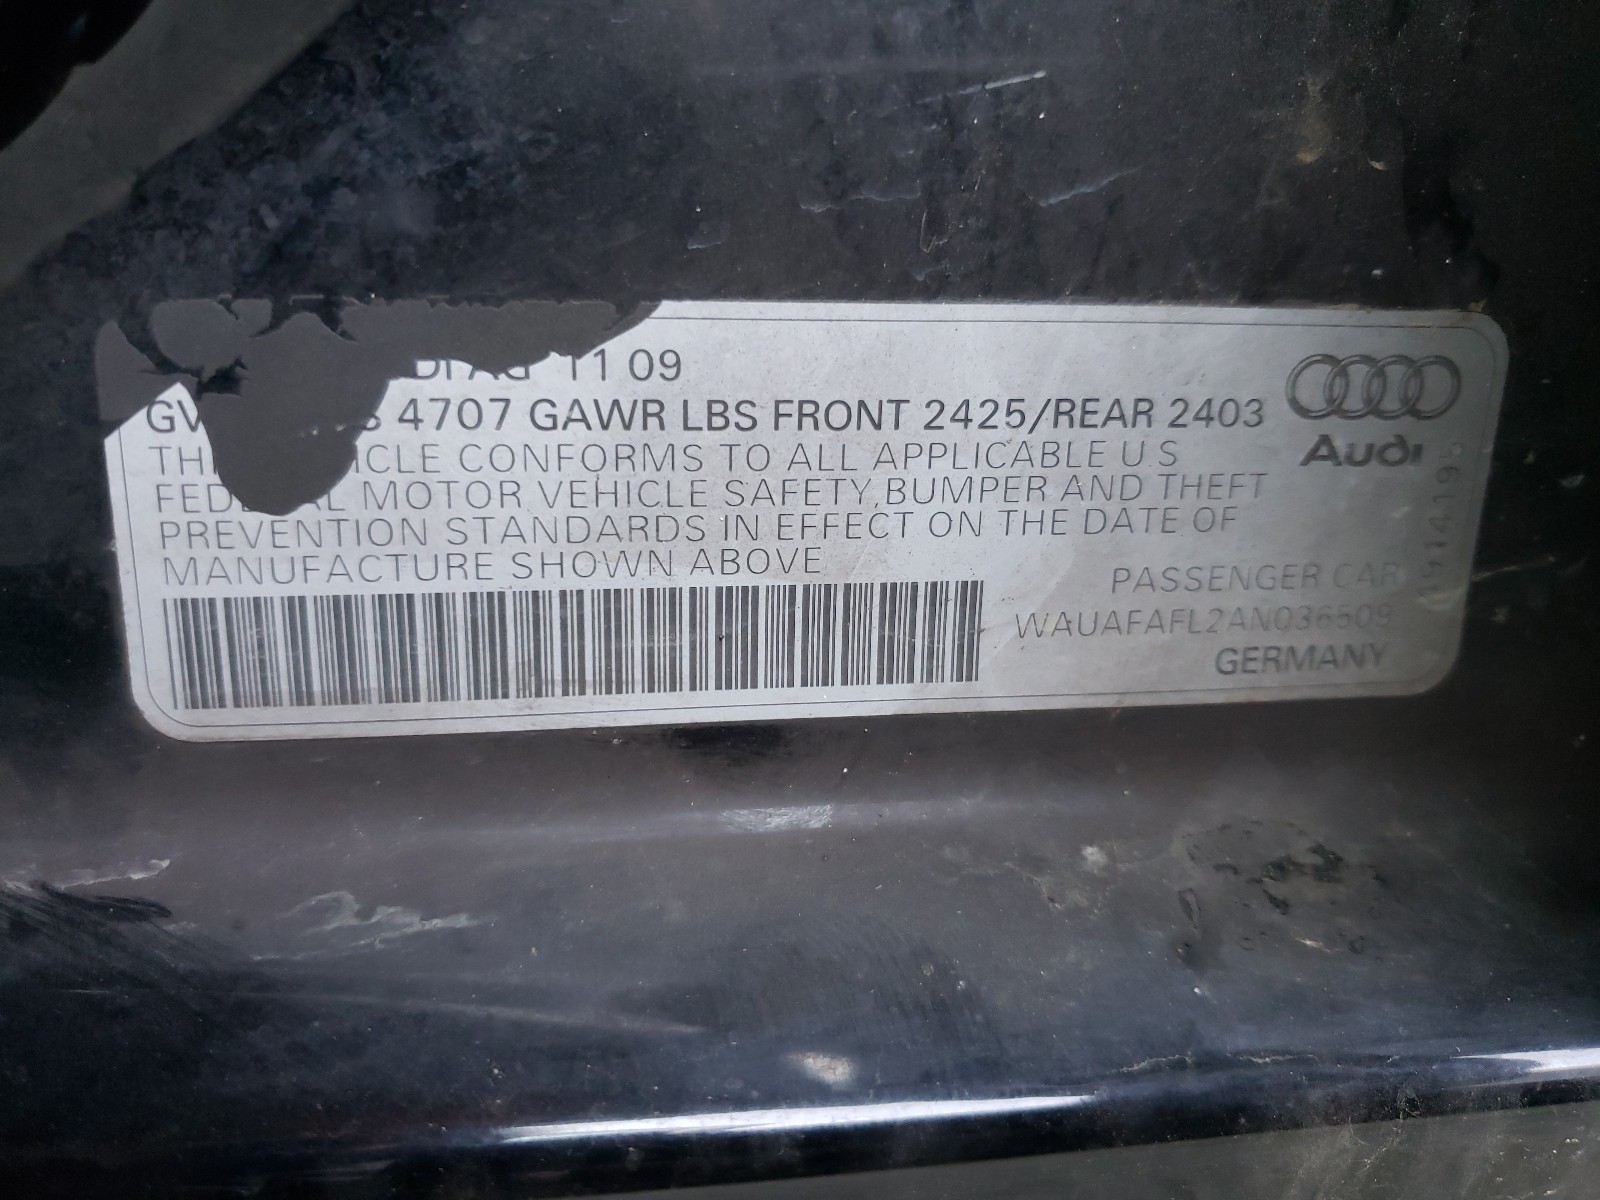 AG 11 09
4707 GAWR LBS FRONT 2425/REAR 2403
Audi
CONFORMS TO ALL APPLICABLE U S
MOTOR VEHICLE SAFETY, BUMPER AND THEFT
PREVENTION STANDARDS IN EFFECT ON THE DATE OF
MANUFACTURE SHOWN ABOVE
PASSENGER CAR
WAUAFAFL2AN036509
GERMANY